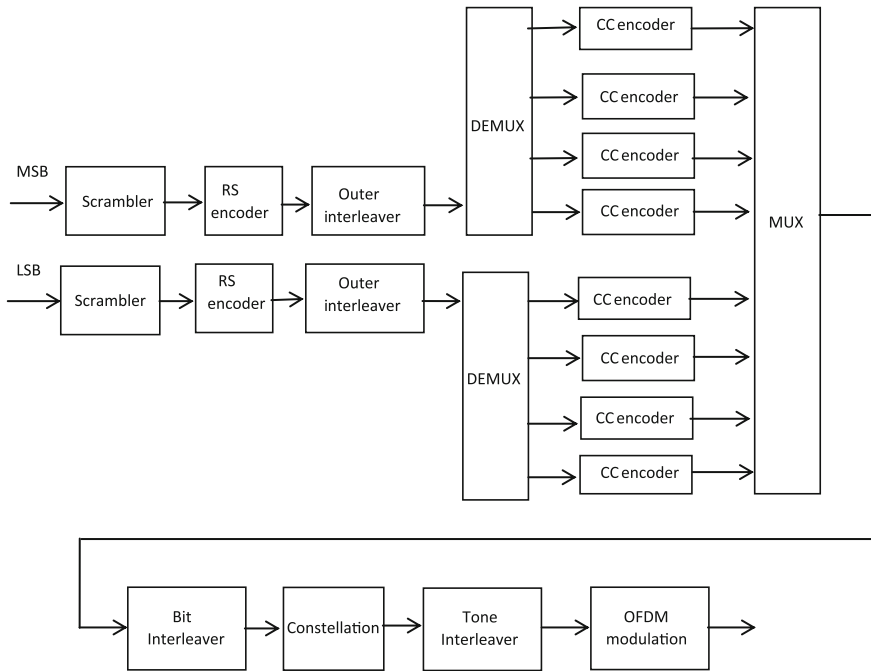 MSB
Scrambler
RS
encoder
Outer
interleaver
DEMUX
CC encoder
CC encoder
CC encoder
CC encoder
MUX
LSB
Scrambler
RS
encoder
Outer
interleaver
DEMUX
CC encoder
CC encoder
CC encoder
CC encoder
Bit
Interleaver
Constellation
Tone
Interleaver
OFDM
modulation